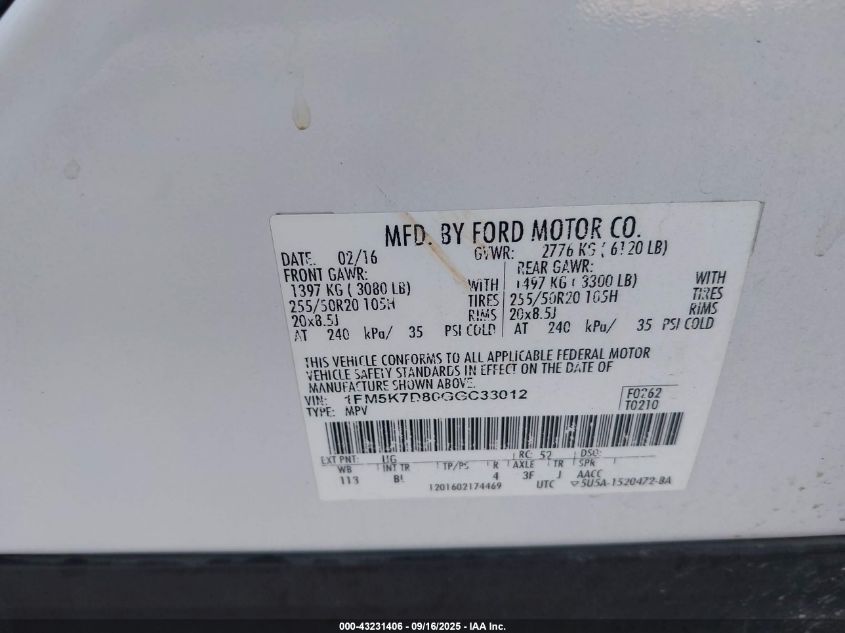 MFD. BY FORD MOTOR CO.
DATE: 02/16 GVWR: 2776 KG ( 6120 LB)
FRONT GAWR: REAR GAWR:
1397 KG ( 3080 LB) WITH 1497 KG ( 3300 LB) WITH
255/50R20 105H TIRES 255/50R20 105H TIRES
20x8.5J RIMS 20x8.5J RIMS
AT 240 kPa/ 35 PSI COLD AT 240 kPa/ 35 PSI COLD
THIS VEHICLE CONFORMS TO ALL APPLICABLE FEDERAL MOTOR
VEHICLE SAFETY STANDARDS IN EFFECT ON THE DATE OF
MANUFACTURE SHOWN ABOVE.
VIN: F0262
TYPE: MPV T0210
EXT PNT: UG RC: 52 DSO:
WB INT TR TP/PS R AXLE TR SPR
113 4 3F J AACC
1201602174469 UTC
000-43231406 - 09/16/2025 - IAA Inc.